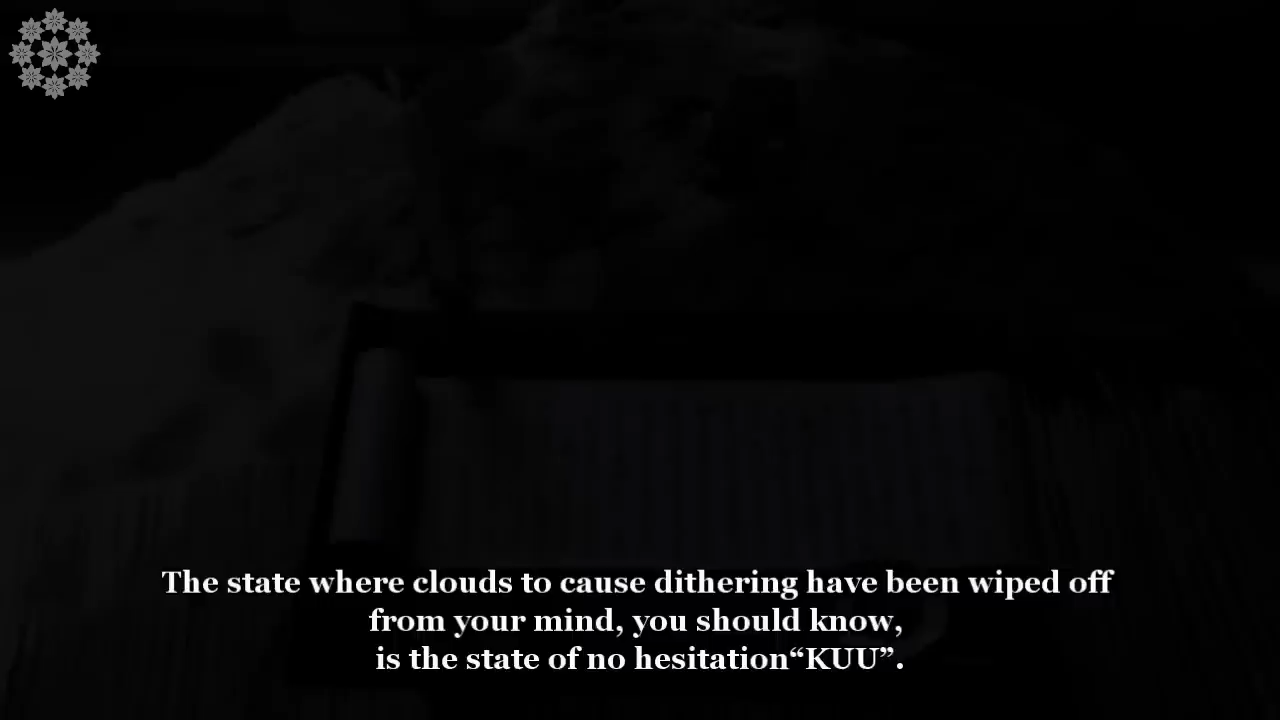 The state where clouds to cause dithering have been wiped off
from your mind, you should know,
is the state of no hesitation“KUU”.